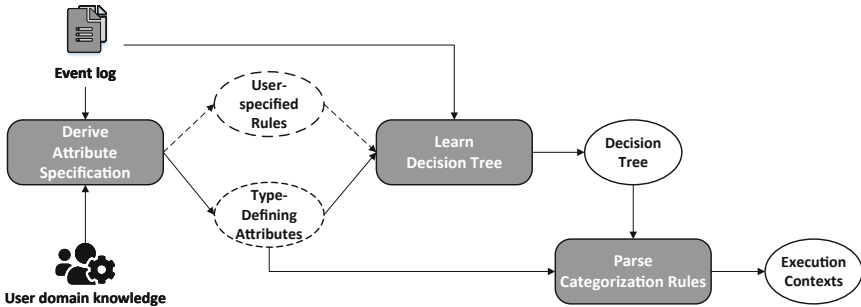 Event log
User-
specified
Rules
Derive
Attribute
Specification
Learn
Decision Tree
Decision
Tree
Type-
Defining
Attributes
Parse
Categorization Rules
Execution
Contexts
User domain knowledge